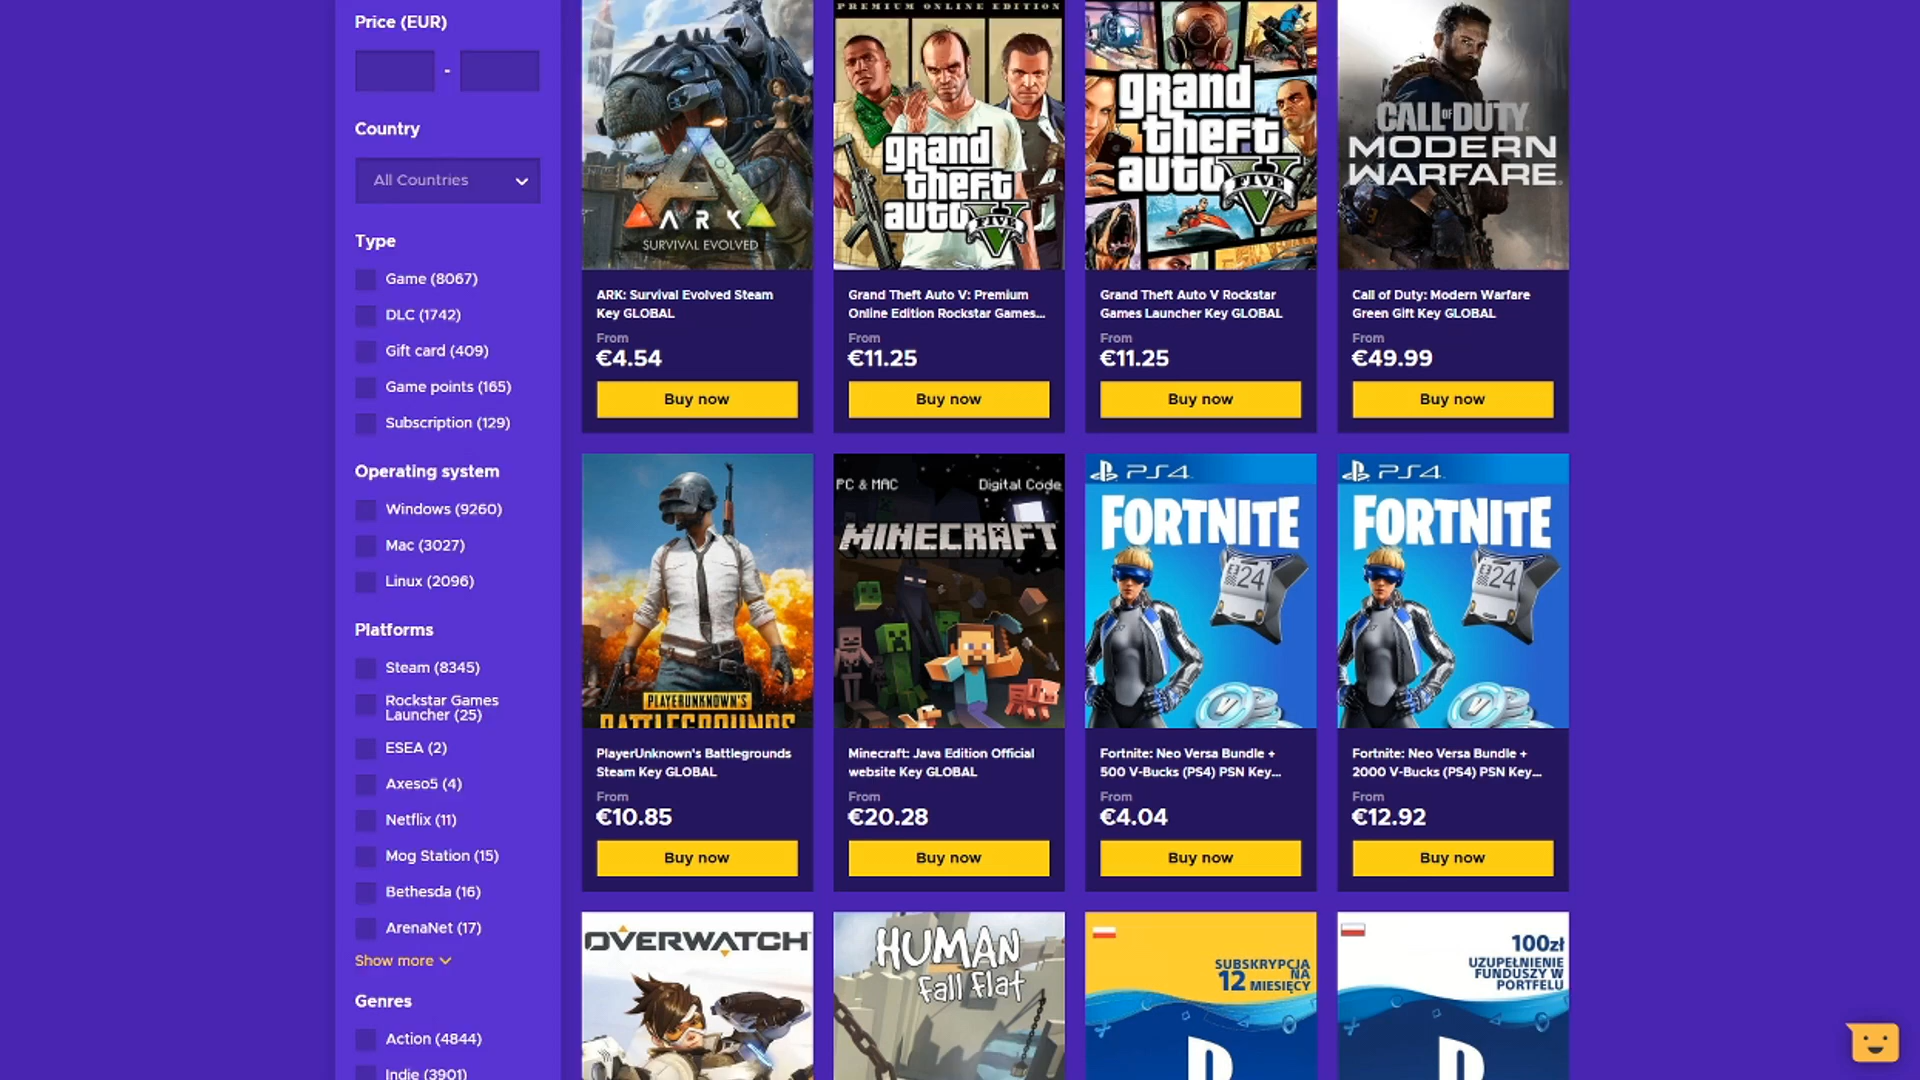 Price (EUR)
-
Country
All Countries
Type
Game (8067)
DLC (1742)
Gift card (409)
Game points (165)
Subscription (129)
Operating system
Windows (9260)
Mac (3027)
Linux (2096)
Platforms
Steam (8345)
Rockstar Games
Launcher (25)
ESEA (2)
Axeso5 (4)
Netflix (11)
Mog Station (15)
Bethesda (16)
ArenaNet (17)
Show more
Genres
Action (4844)
Indie (3901)
ARK
SURVIVAL EVOLVED
ARK: Survival Evolved Steam
Key GLOBAL
From
€4.54
Buy now
PREMIUM ONLINE EDITION
grand
theft
auto
FIVE
Grand Theft Auto V: Premium
Online Edition Rockstar Games...
From
€11.25
Buy now
grand
theft
auto
FIVE
Grand Theft Auto V Rockstar
Games Launcher Key GLOBAL
From
€11.25
Buy now
CALL OF DUTY
MODERN
WARFARE
Call of Duty: Modern Warfare
Green Gift Key GLOBAL
From
€49.99
Buy now
PLAYERUNKNOWN'S
BATTLEGROUNDS
PlayerUnknown's Battlegrounds
Steam Key GLOBAL
From
€10.85
Buy now
PC & MAC Digital Code
MINECRAFT
Minecraft: Java Edition Official
website Key GLOBAL
From
€20.28
Buy now
PS4
FORTNITE
24
Fortnite: Neo Versa Bundle +
500 V-Bucks (PS4) PSN Key...
From
€4.04
Buy now
PS4
FORTNITE
24
Fortnite: Neo Versa Bundle +
2000 V-Bucks (PS4) PSN Key...
From
€12.92
Buy now
OVERWATCH
HUMAN
fall flat
SUBSKRYPCJA
NA
12 MIESIĘCY
100zł
UZUPEŁNIENIE
FUNDUSZY W
PORTFELU